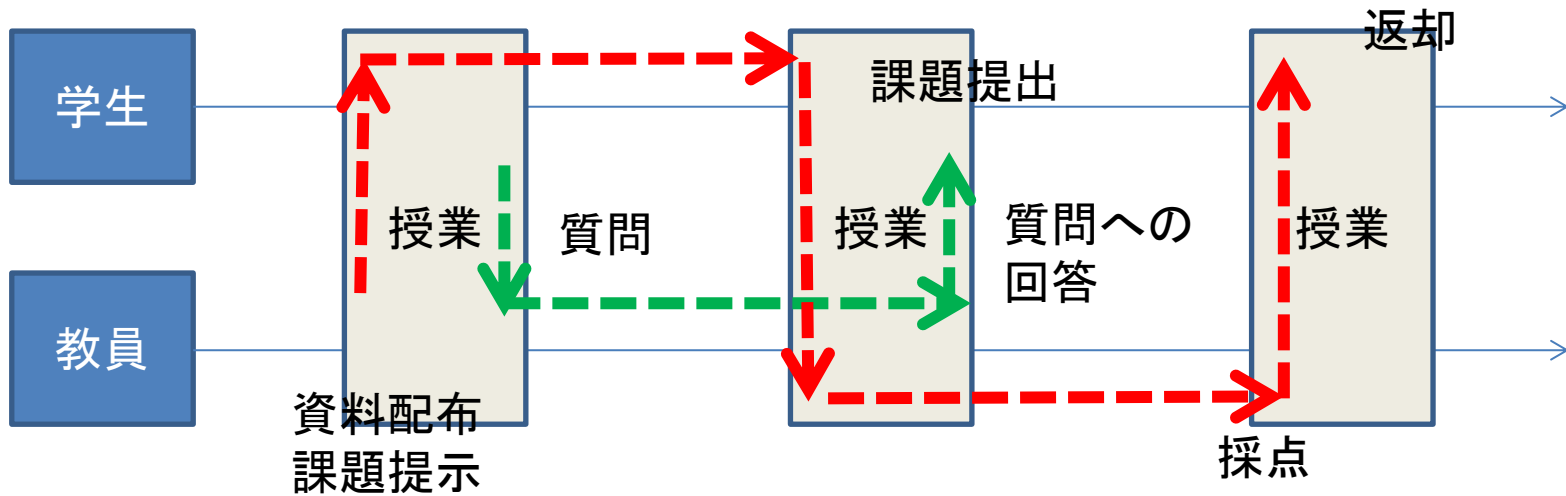 返却
課題提出
学生
授業
質問
授業
質問への
回答
授業
教員
資料配布
課題提示
採点